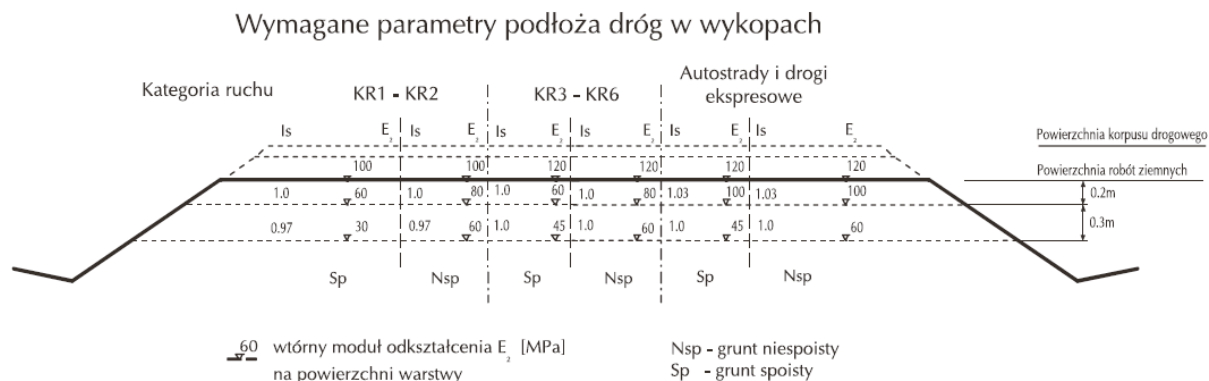 Wymagane parametry podłoża dróg w wykopach
Kategoria ruchu KR1 - KR2 KR3 - KR6 Autostrady i drogi
ekspresowe
Is E₂ Is E₂ Is E₂ Is E₂ Is E₂ Is E₂
Powierzchnia korpusu drogowego
100 100 120 120 120 120
Powierzchnia robót ziemnych
1.0 60 1.0 80 1.0 60 1.0 80 1.03 100 1.03 100 0.2m
0.97 30 0.97 60 1.0 45 1.0 60 1.0 45 1.0 60 0.3m
Sp Nsp Sp Nsp Sp Nsp
60 wtórny moduł odkształcenia E₂ [MPa]
na powierzchni warstwy
Nsp - grunt niespoisty
Sp - grunt spoisty